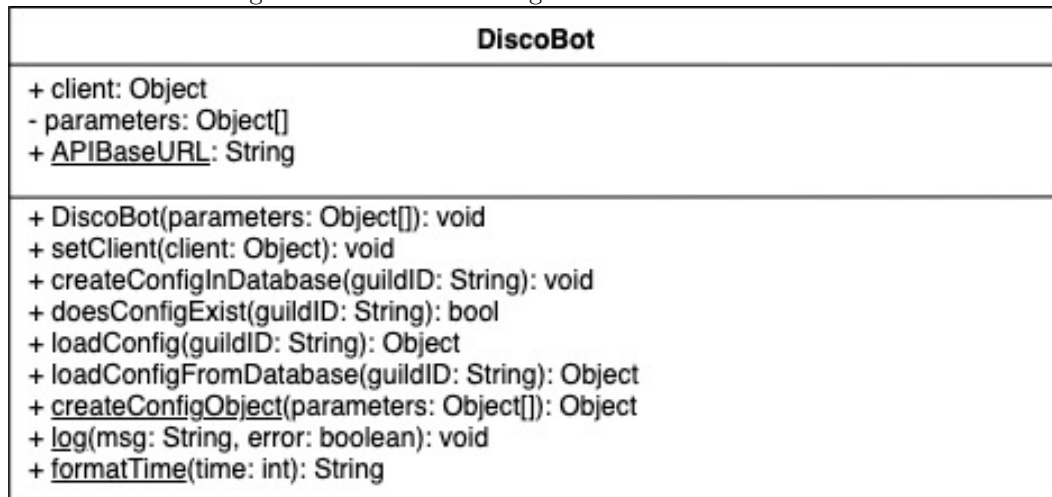 DiscoBot
+ client: Object
- parameters: Object[]
+ APIBaseURL: String
+ DiscoBot(parameters: Object[]): void
+ setClient(client: Object): void
+ createConfigInDatabase(guildID: String): void
+ doesConfigExist(guildID: String): bool
+ loadConfig(guildID: String): Object
+ loadConfigFromDatabase(guildID: String): Object
+ createConfigObject(parameters: Object[]): Object
+ log(msg: String, error: boolean): void
+ formatTime(time: int): String